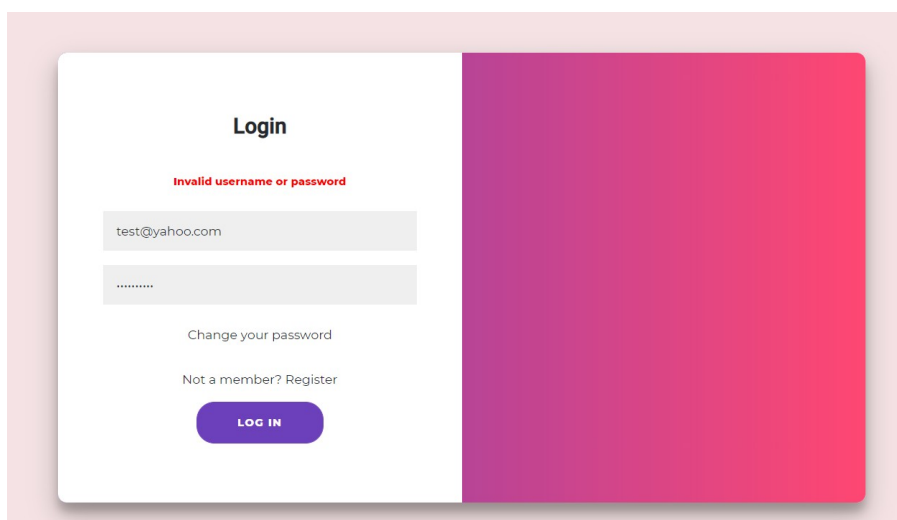 Login
Invalid username or password
test@yahoo.com
••••••••••
Change your password
Not a member? Register
LOG IN